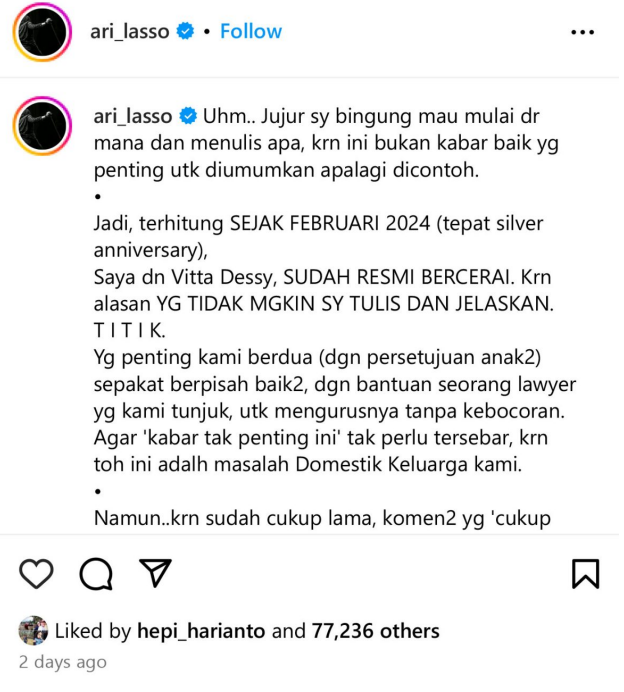 ari_lasso • Follow
ari_lasso Uhm.. Jujur sy bingung mau mulai dr
mana dan menulis apa, krn ini bukan kabar baik yg
penting utk diumumkan apalagi dicontoh.
•
Jadi, terhitung SEJAK FEBRUARI 2024 (tepat silver
anniversary),
Saya dn Vitta Dessy, SUDAH RESMI BERCERAI. Krn
alasan YG TIDAK MGKIN SY TULIS DAN JELASKAN.
T I T I K.
Yg penting kami berdua (dgn persetujuan anak2)
sepakat berpisah baik2, dgn bantuan seorang lawyer
yg kami tunjuk, utk mengurusnya tanpa kebocoran.
Agar 'kabar tak penting ini' tak perlu tersebar, krn
toh ini adalh masalah Domestik Keluarga kami.
•
Namun..krn sudah cukup lama, komen2 yg 'cukup
Liked by hepi_harianto and 77,236 others
2 days ago